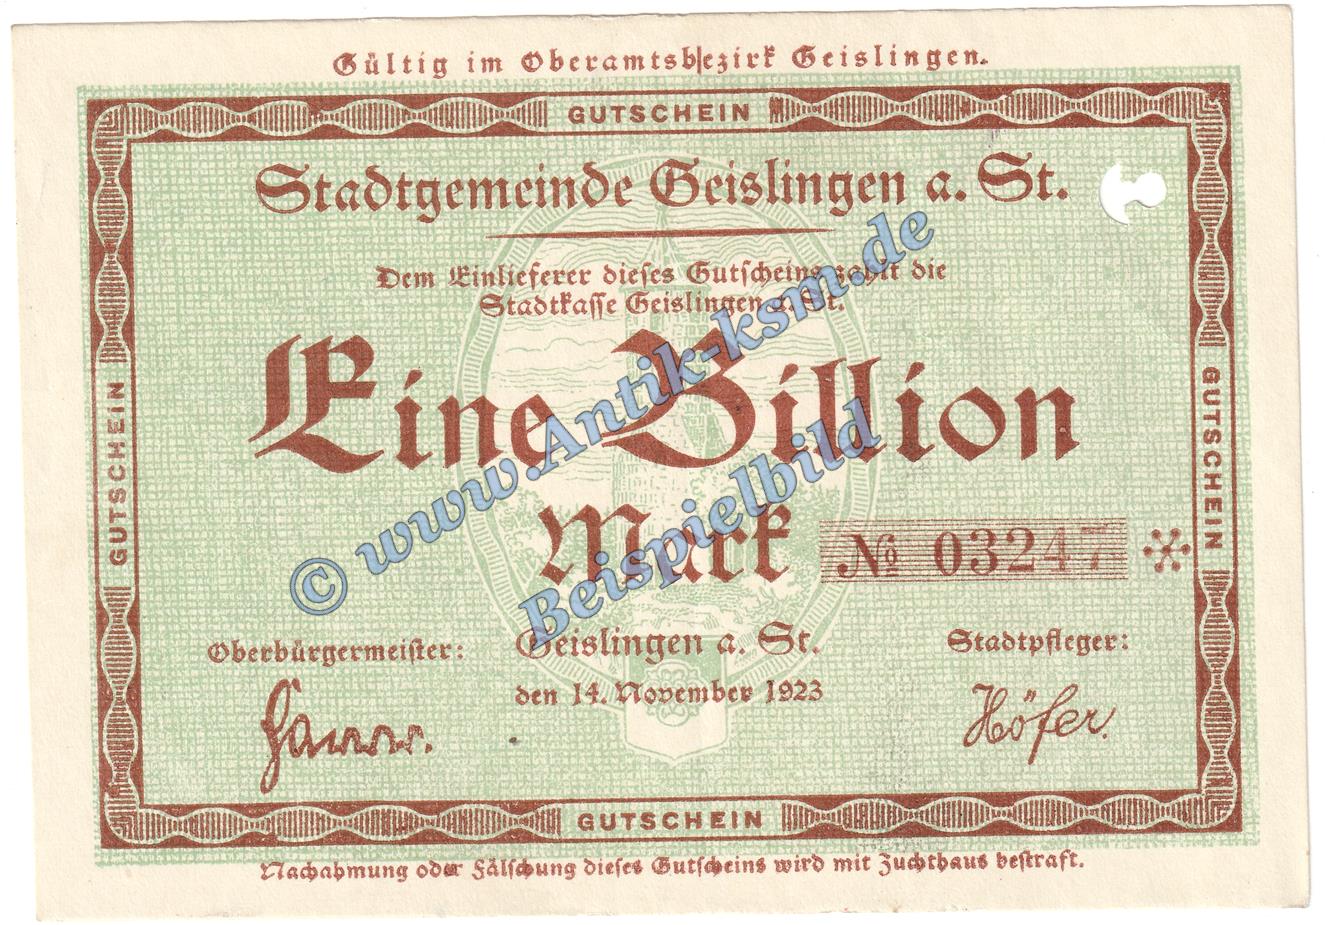 Gültig im Oberamtsbezirk Geislingen.
GUTSCHEIN
Stadtgemeinde Geislingen a. St.
Dem Einlieferer dieses Gutscheins zahlt die
Stadtkasse Geislingen a. St.
Eine Billion
Mark
№ 03247
GUTSCHEIN
GUTSCHEIN
Oberbürgermeister:
Geislingen a. St.
Stadtpfleger:
den 14. November 1923
Höfer.
GUTSCHEIN
Nachahmung oder Fälschung dieses Gutscheins wird mit Zuchthaus bestraft.
© www.Antik-ksm.de
Beispielbild